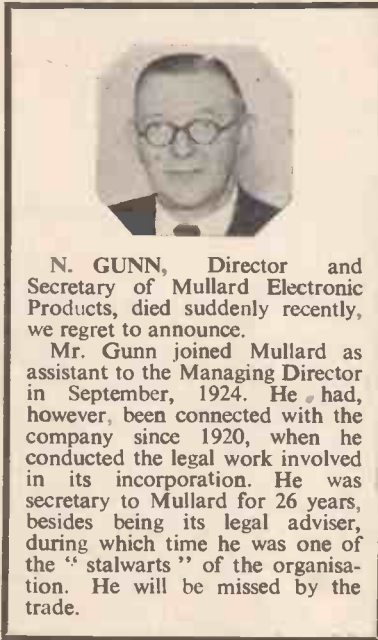 N. GUNN, Director and
Secretary of Mullard Electronic
Products, died suddenly recently,
we regret to announce.
Mr. Gunn joined Mullard as
assistant to the Managing Director
in September, 1924. He had,
however, been connected with the
company since 1920, when he
conducted the legal work involved
in its incorporation. He was
secretary to Mullard for 26 years,
besides being its legal adviser,
during which time he was one of
the “ stalwarts ” of the organisa-
tion. He will be missed by the
trade.